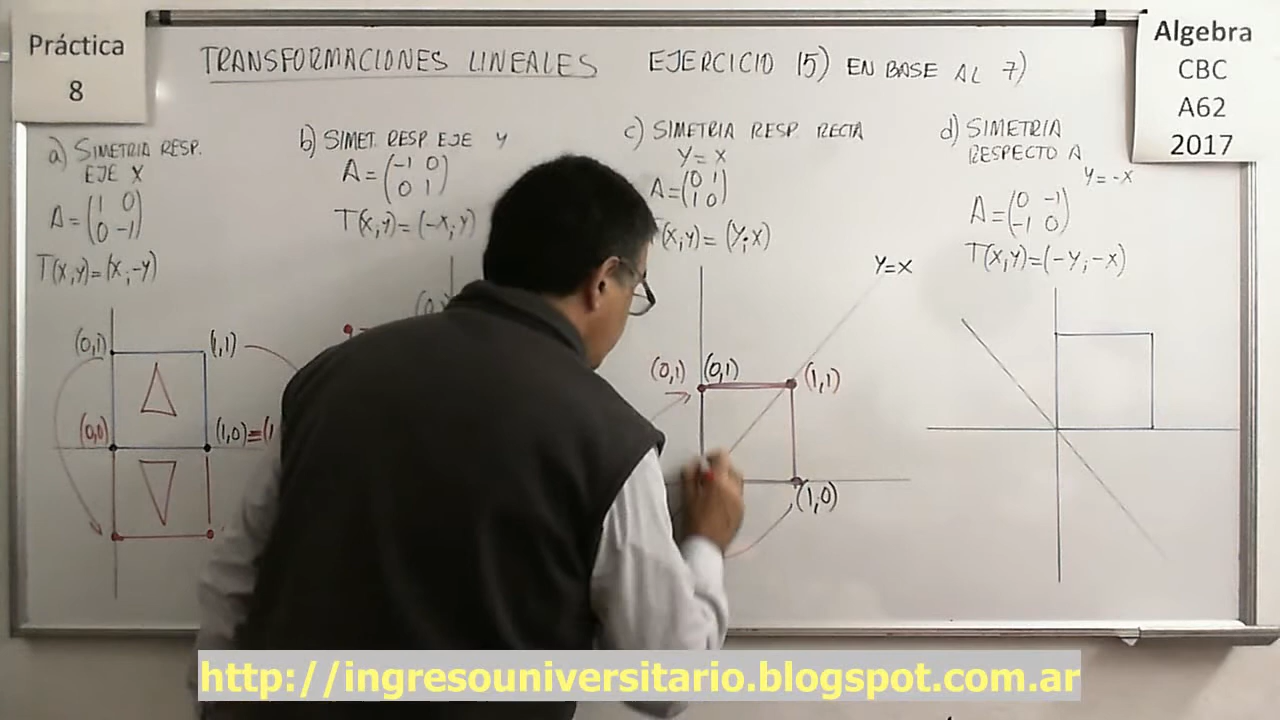 Práctica
8
TRANSFORMACIONES LINEALES EJERCICIO 15) EN BASE AL 7)
Algebra
CBC
A62
2017
a) SIMETRIA RESP.
EJE X
A = (1 0
0 -1)
T(x,y)=(x;-y)
(0,1)
(1,1)
(0,0)
(1,0)=(1
b) SIMET. RESP. EJE Y
A = (-1 0
0 1)
T(x,y)=(-x;y)
(0,
c) SIMETRIA RESP. RECTA
Y = X
A = (0 1
1 0)
T(x,y) = (y;x)
Y=X
(0,1) (0,1)
(1,1)
(1,0)
d) SIMETRIA
RESPECTO A
Y = -X
A = (0 -1
-1 0)
T(x,y)=(-y;-x)
http://ingresouniversitario.blogspot.com.ar